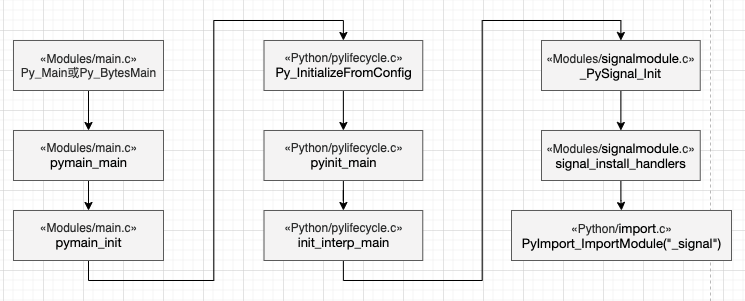 «Modules/main.c»
Py_Main或Py_BytesMain
«Modules/main.c»
pymain_main
«Modules/main.c»
pymain_init
«Python/pylifecycle.c»
Py_InitializeFromConfig
«Python/pylifecycle.c»
pyinit_main
«Python/pylifecycle.c»
init_interp_main
«Modules/signalmodule.c»
_PySignal_Init
«Modules/signalmodule.c»
signal_install_handlers
«Python/import.c»
PyImport_ImportModule("_signal")